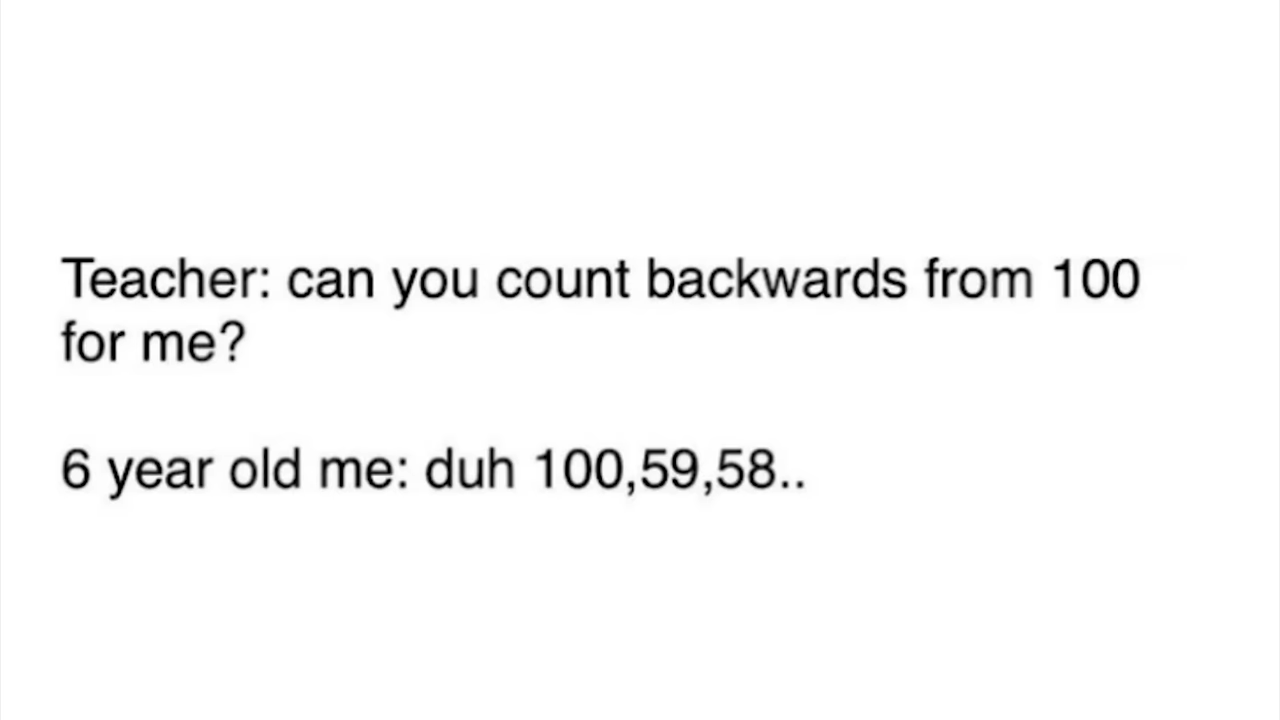 Teacher: can you count backwards from 100
for me?
6 year old me: duh 100,59,58..